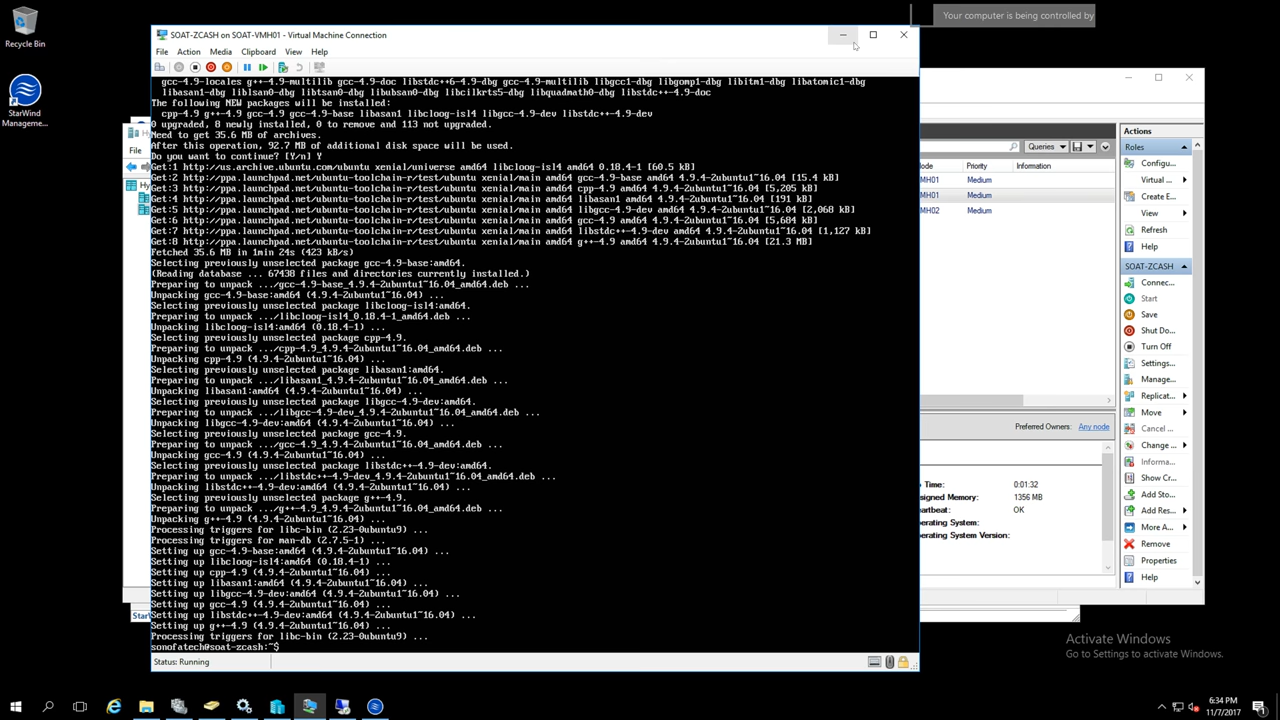 Your computer is being controlled by
Recycle Bin
StarWind
Manageme...
SOAT-ZCASH on SOAT-VMH01 - Virtual Machine Connection
File Action Media Clipboard View Help
gcc-4.9-locales g++-4.9-multilib gcc-4.9-doc libstdc++6-4.9-dbg gcc-4.9-multilib libgcc1-dbg libgomp1-dbg libitm1-dbg libatomic1-dbg
libasan1-dbg liblsan0-dbg libtsan0-dbg libubsan0-dbg libcilkrts5-dbg libquadmath0-dbg libstdc++-4.9-doc
The following NEW packages will be installed:
cpp-4.9 g++-4.9 gcc-4.9 gcc-4.9-base libasan1 libcloog-isl4 libgcc-4.9-dev libstdc++-4.9-dev
0 upgraded, 8 newly installed, 0 to remove and 113 not upgraded.
Need to get 35.6 MB of archives.
After this operation, 92.7 MB of additional disk space will be used.
Do you want to continue? [Y/n] Y
Get:1 http://us.archive.ubuntu.com/ubuntu xenial/universe amd64 libcloog-isl4 amd64 0.18.4-1 [60.5 kB]
Get:2 http://ppa.launchpad.net/ubuntu-toolchain-r/test/ubuntu xenial/main amd64 gcc-4.9-base amd64 4.9.4-2ubuntu1~16.04 [15.4 kB]
Get:3 http://ppa.launchpad.net/ubuntu-toolchain-r/test/ubuntu xenial/main amd64 cpp-4.9 amd64 4.9.4-2ubuntu1~16.04 [5,205 kB]
Get:4 http://ppa.launchpad.net/ubuntu-toolchain-r/test/ubuntu xenial/main amd64 libasan1 amd64 4.9.4-2ubuntu1~16.04 [191 kB]
Get:5 http://ppa.launchpad.net/ubuntu-toolchain-r/test/ubuntu xenial/main amd64 libgcc-4.9-dev amd64 4.9.4-2ubuntu1~16.04 [2,068 kB]
Get:6 http://ppa.launchpad.net/ubuntu-toolchain-r/test/ubuntu xenial/main amd64 gcc-4.9 amd64 4.9.4-2ubuntu1~16.04 [5,684 kB]
Get:7 http://ppa.launchpad.net/ubuntu-toolchain-r/test/ubuntu xenial/main amd64 libstdc++-4.9-dev amd64 4.9.4-2ubuntu1~16.04 [1,127 kB]
Get:8 http://ppa.launchpad.net/ubuntu-toolchain-r/test/ubuntu xenial/main amd64 g++-4.9 amd64 4.9.4-2ubuntu1~16.04 [21.3 MB]
Fetched 35.6 MB in 1min 24s (423 kB/s)
Selecting previously unselected package gcc-4.9-base:amd64.
(Reading database ... 67438 files and directories currently installed.)
Preparing to unpack .../gcc-4.9-base_4.9.4-2ubuntu1~16.04_amd64.deb ...
Unpacking gcc-4.9-base:amd64 (4.9.4-2ubuntu1~16.04) ...
Selecting previously unselected package libcloog-isl4:amd64.
Preparing to unpack .../libcloog-isl4_0.18.4-1_amd64.deb ...
Unpacking libcloog-isl4:amd64 (0.18.4-1) ...
Selecting previously unselected package cpp-4.9.
Preparing to unpack .../cpp-4.9_4.9.4-2ubuntu1~16.04_amd64.deb ...
Unpacking cpp-4.9 (4.9.4-2ubuntu1~16.04) ...
Selecting previously unselected package libasan1:amd64.
Preparing to unpack .../libasan1_4.9.4-2ubuntu1~16.04_amd64.deb ...
Unpacking libasan1:amd64 (4.9.4-2ubuntu1~16.04) ...
Selecting previously unselected package libgcc-4.9-dev:amd64.
Preparing to unpack .../libgcc-4.9-dev_4.9.4-2ubuntu1~16.04_amd64.deb ...
Unpacking libgcc-4.9-dev:amd64 (4.9.4-2ubuntu1~16.04) ...
Selecting previously unselected package gcc-4.9.
Preparing to unpack .../gcc-4.9_4.9.4-2ubuntu1~16.04_amd64.deb ...
Unpacking gcc-4.9 (4.9.4-2ubuntu1~16.04) ...
Selecting previously unselected package libstdc++-4.9-dev:amd64.
Preparing to unpack .../libstdc++-4.9-dev_4.9.4-2ubuntu1~16.04_amd64.deb ...
Unpacking libstdc++-4.9-dev:amd64 (4.9.4-2ubuntu1~16.04) ...
Selecting previously unselected package g++-4.9.
Preparing to unpack .../g++-4.9_4.9.4-2ubuntu1~16.04_amd64.deb ...
Unpacking g++-4.9 (4.9.4-2ubuntu1~16.04) ...
Processing triggers for libc-bin (2.23-0ubuntu9) ...
Processing triggers for man-db (2.7.5-1) ...
Setting up gcc-4.9-base:amd64 (4.9.4-2ubuntu1~16.04) ...
Setting up libcloog-isl4:amd64 (0.18.4-1) ...
Setting up cpp-4.9 (4.9.4-2ubuntu1~16.04) ...
Setting up libasan1:amd64 (4.9.4-2ubuntu1~16.04) ...
Setting up libgcc-4.9-dev:amd64 (4.9.4-2ubuntu1~16.04) ...
Setting up gcc-4.9 (4.9.4-2ubuntu1~16.04) ...
Setting up libstdc++-4.9-dev:amd64 (4.9.4-2ubuntu1~16.04) ...
Setting up g++-4.9 (4.9.4-2ubuntu1~16.04) ...
Processing triggers for libc-bin (2.23-0ubuntu9) ...
sonofatech@soat-zcash:~$
Status: Running
File
Hy
Start
Queries
ode Priority Information
MH01 Medium
MH01 Medium
MH02 Medium
Preferred Owners: Any node
Time: 0:01:32
signed Memory: 1356 MB
artbeat: OK
perating System:
perating System Version:
Actions
Roles
Configu...
Virtual ...
Create E...
View
Refresh
Help
SOAT-ZCASH
Connec...
Start
Save
Shut Do...
Turn Off
Settings...
Manage...
Replicat...
Move
Cancel ...
Change ...
Informa...
Show Cr...
Add Sto...
Add Res...
More A...
Remove
Properties
Help
Activate Windows
Go to Settings to activate Windows.
6:34 PM
11/7/2017